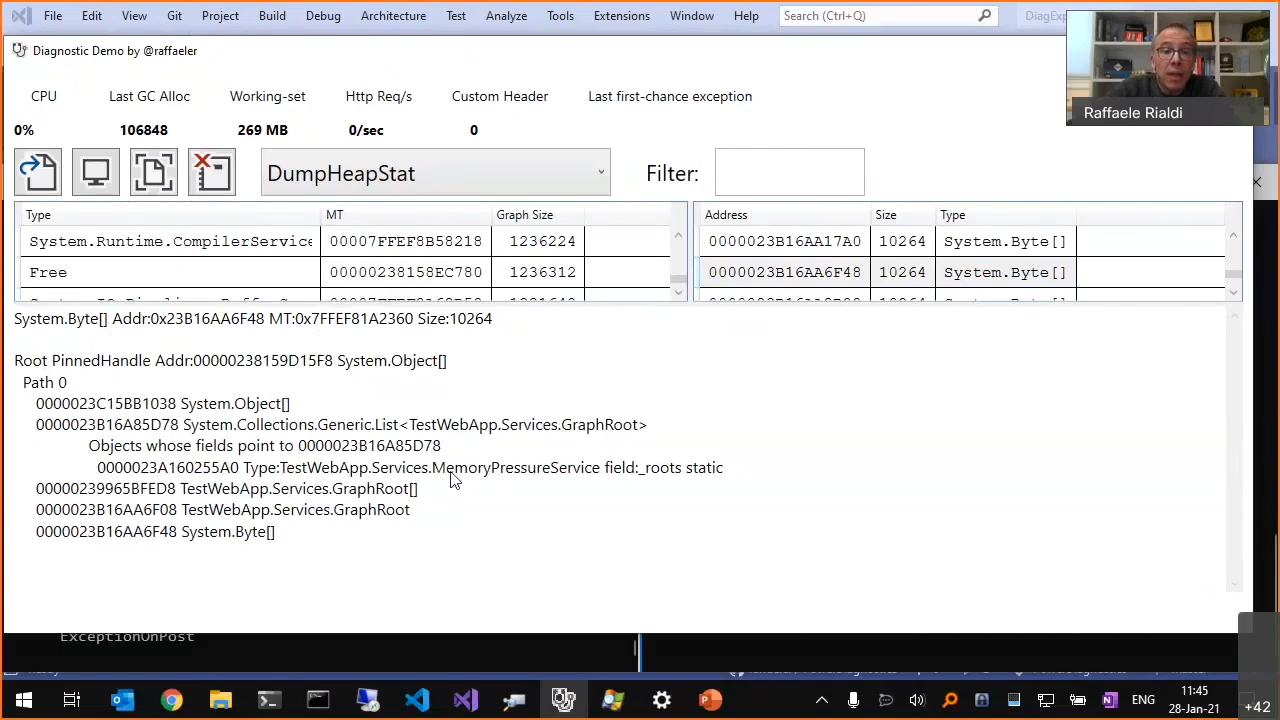 File Edit View Git Project Build Debug Architecture Test Analyze Tools Extensions Window Help Search (Ctrl+Q) DiagExp
Diagnostic Demo by @raffaeler
CPU Last GC Alloc Working-set Http Req/s Custom Header Last first-chance exception
0% 106848 269 MB 0/sec 0
Raffaele Rialdi
DumpHeapStat Filter:
Type MT Graph Size Address Size Type
System.Runtime.CompilerService 00007FFEF8B58218 1236224 0000023B16AA17A0 10264 System.Byte[]
Free 00000238158EC780 1236312 0000023B16AA6F48 10264 System.Byte[]
System.Byte[] Addr:0x23B16AA6F48 MT:0x7FFEF81A2360 Size:10264
Root PinnedHandle Addr:00000238159D15F8 System.Object[]
Path 0
0000023C15BB1038 System.Object[]
0000023B16A85D78 System.Collections.Generic.List<TestWebApp.Services.GraphRoot>
Objects whose fields point to 0000023B16A85D78
0000023A160255A0 Type:TestWebApp.Services.MemoryPressureService field:_roots static
00000239965BFED8 TestWebApp.Services.GraphRoot[]
0000023B16AA6F08 TestWebApp.Services.GraphRoot
0000023B16AA6F48 System.Byte[]
ExceptionOnPost
ENG 11:45
28-Jan-21
+42